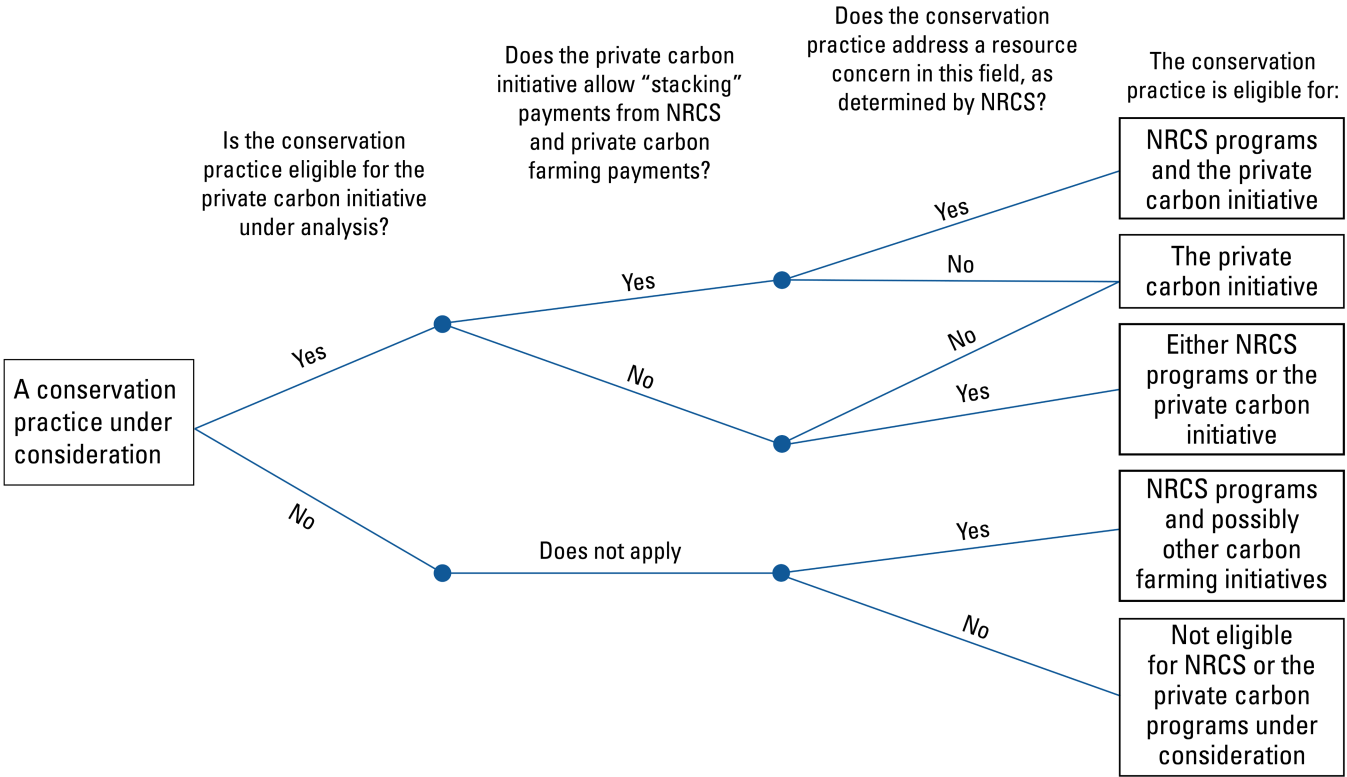 Does the conservation
practice address a resource
concern in this field, as
determined by NRCS?
Does the private carbon
initiative allow “stacking”
payments from NRCS
and private carbon
farming payments?
The conservation
practice is eligible for:
Is the conservation
practice eligible for the
private carbon initiative
under analysis?
NRCS programs
and the private
carbon initiative
Yes
No
The private
carbon initiative
Yes
Yes
No
No
Yes
Either NRCS
programs or the
private carbon
initiative
A conservation
practice under
consideration
No
Does not apply
Yes
NRCS programs
and possibly
other carbon
farming initiatives
No
Not eligible
for NRCS or the
private carbon
programs under
consideration